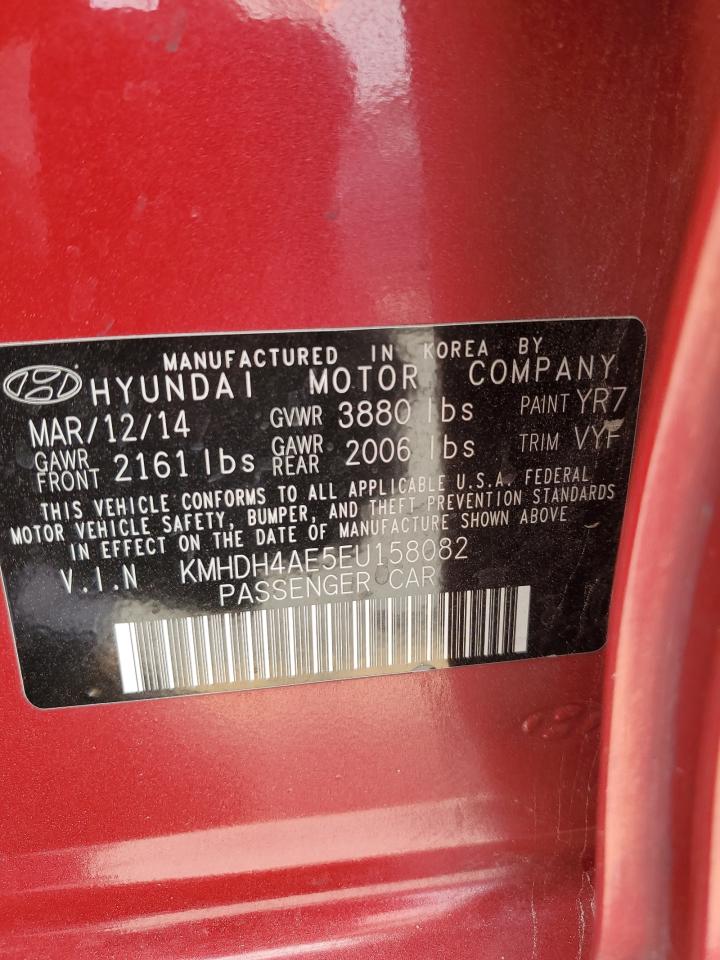 MANUFACTURED IN KOREA BY
HYUNDAI MOTOR COMPANY
MAR/12/14 GVWR 3880 lbs PAINT YR7
GAWR FRONT 2161 lbs GAWR REAR 2006 lbs TRIM VYF
THIS VEHICLE CONFORMS TO ALL APPLICABLE U.S.A. FEDERAL
MOTOR VEHICLE SAFETY, BUMPER, AND THEFT PREVENTION STANDARDS
IN EFFECT ON THE DATE OF MANUFACTURE SHOWN ABOVE
V.I.N KMHDH4AE5EU158082
PASSENGER CAR